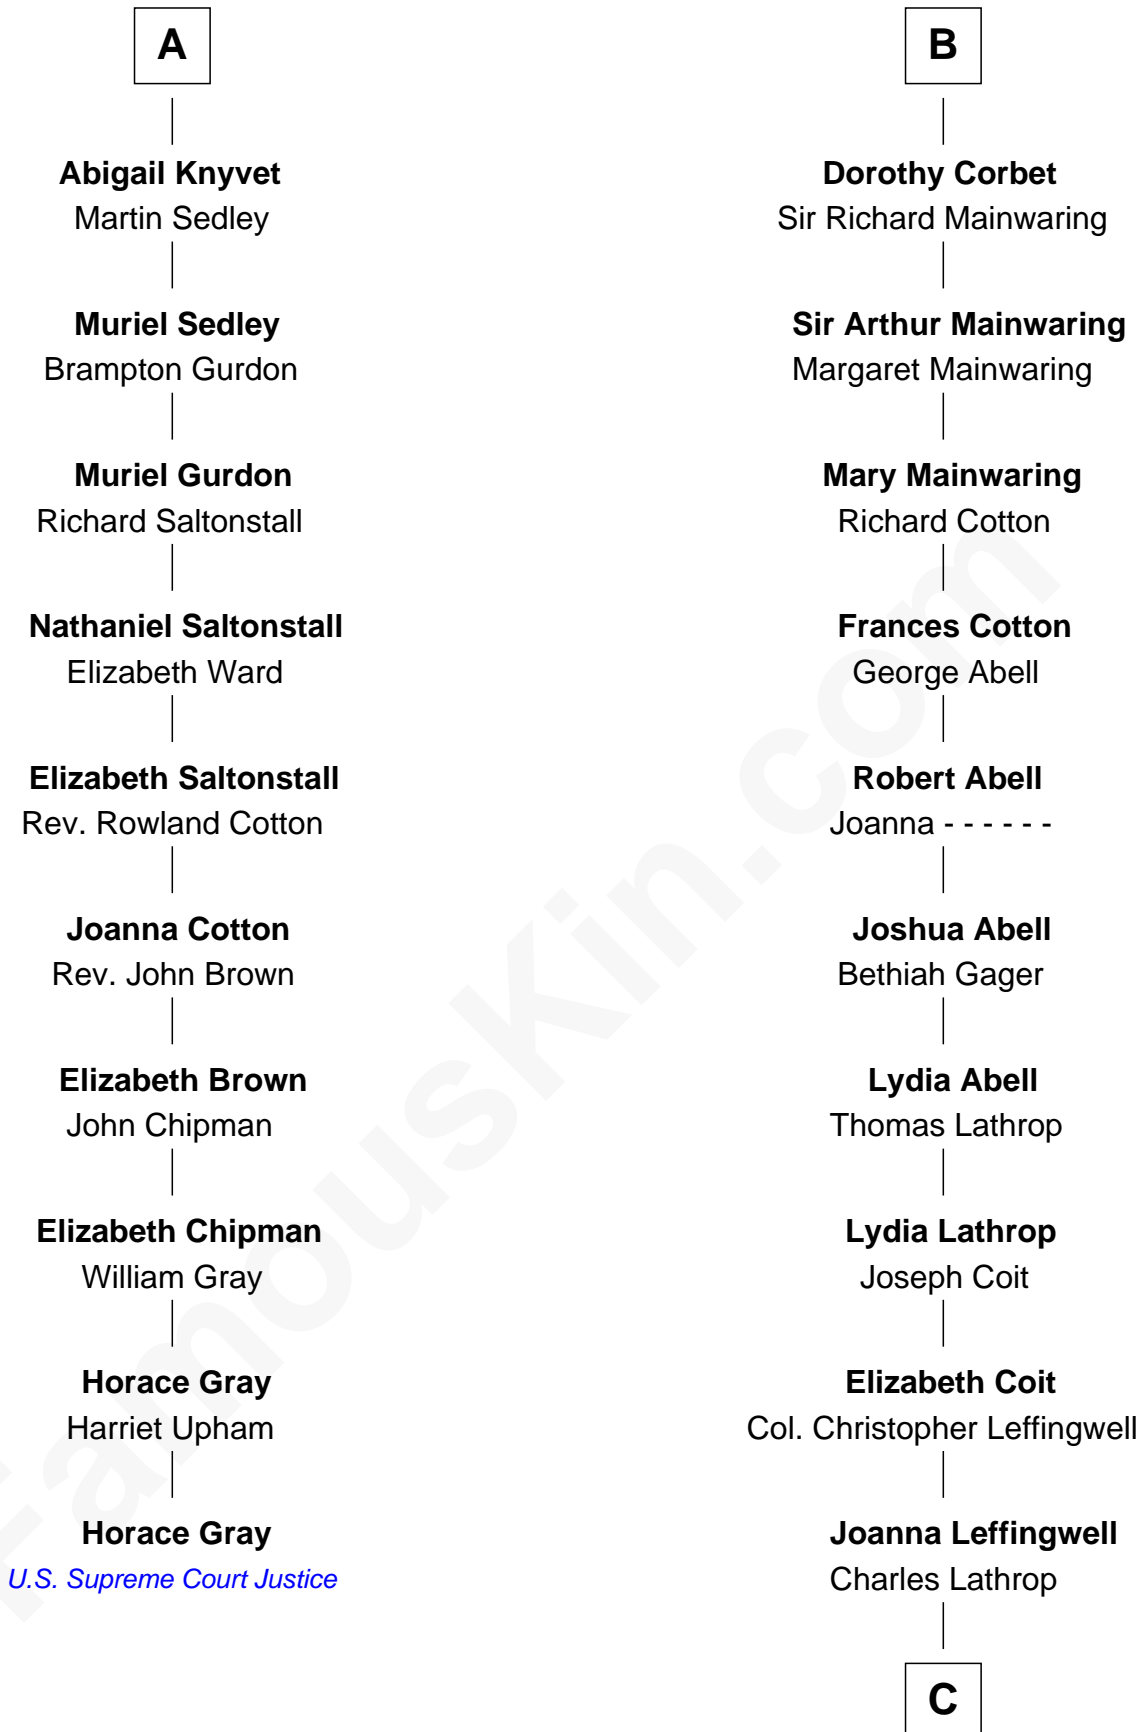 A
Abigail Knyvet
Martin Sedley
Muriel Sedley
Brampton Gurdon
Muriel Gurdon
Richard Saltonstall
Nathaniel Saltonstall
Elizabeth Ward
Elizabeth Saltonstall
Rev. Rowland Cotton
Joanna Cotton
Rev. John Brown
Elizabeth Brown
John Chipman
Elizabeth Chipman
William Gray
Horace Gray
Harriet Upham
Horace Gray
U.S. Supreme Court Justice
B
Dorothy Corbet
Sir Richard Mainwaring
Sir Arthur Mainwaring
Margaret Mainwaring
Mary Mainwaring
Richard Cotton
Frances Cotton
George Abell
Robert Abell
Joanna - - - - - -
Joshua Abell
Bethiah Gager
Lydia Abell
Thomas Lathrop
Lydia Lathrop
Joseph Coit
Elizabeth Coit
Col. Christopher Leffingwell
Joanna Leffingwell
Charles Lathrop
C
FamousKin.com